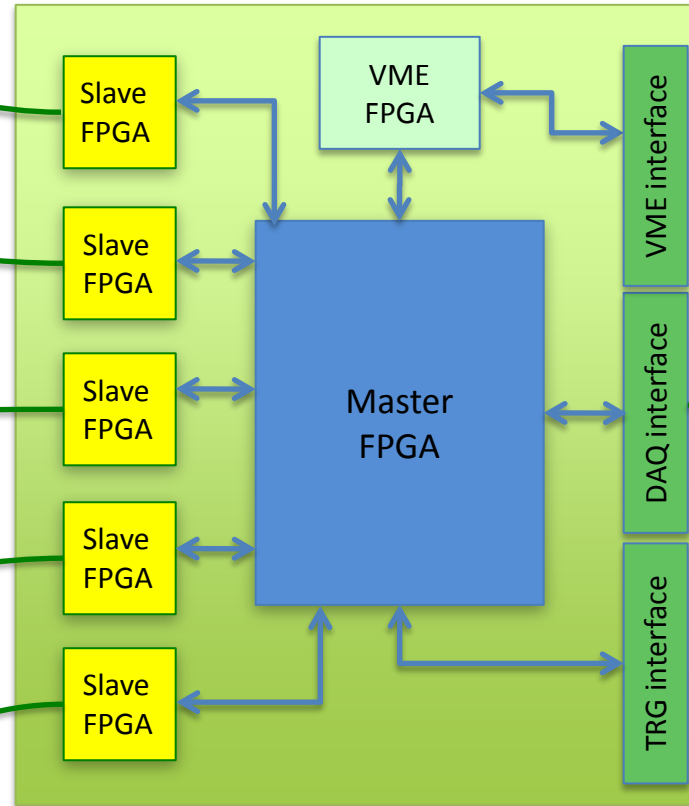 Slave
FPGA
VME
FPGA
VME interface
Slave
FPGA
Slave
FPGA
Master
FPGA
DAQ interface
Slave
FPGA
Slave
FPGA
TRG interface